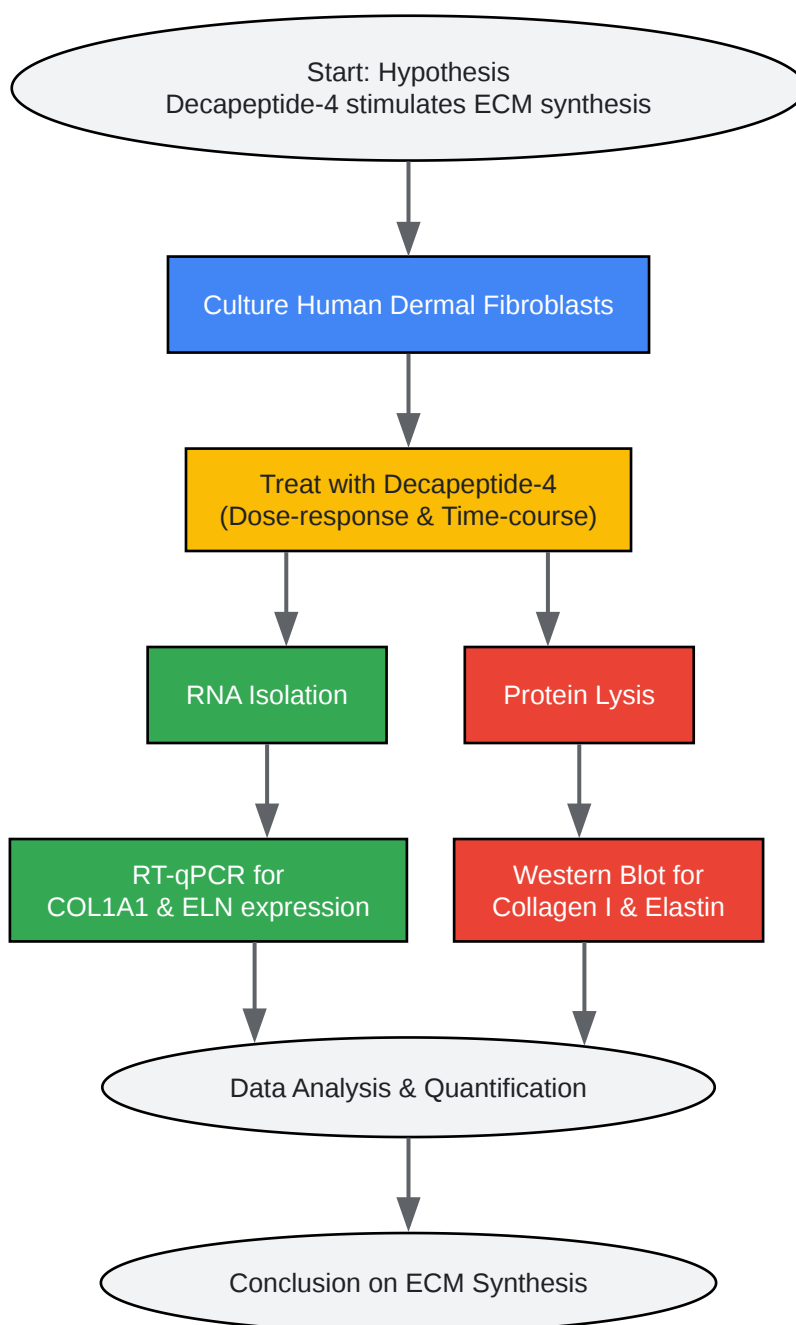 Start: Hypothesis
Decapeptide-4 stimulates ECM synthesis
Culture Human Dermal Fibroblasts
Treat with Decapeptide-4
(Dose-response & Time-course)
RNA Isolation
Protein Lysis
RT-qPCR for
COL1A1 & ELN expression
Western Blot for
Collagen I & Elastin
Data Analysis & Quantification
Conclusion on ECM Synthesis